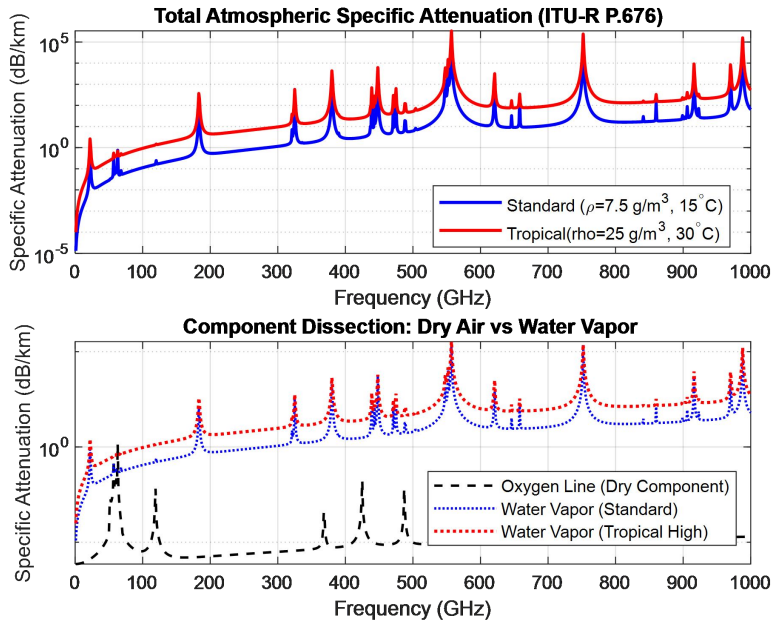 Total Atmospheric Specific Attenuation (ITU-R P.676)
Specific Attenuation (dB/km)
10^5
10^0
10^-5
Standard (ρ=7.5 g/m^3, 15°C)
Tropical(rho=25 g/m^3, 30°C)
0 100 200 300 400 500 600 700 800 900 1000
Frequency (GHz)
Component Dissection: Dry Air vs Water Vapor
Specific Attenuation (dB/km)
10^0
Oxygen Line (Dry Component)
Water Vapor (Standard)
Water Vapor (Tropical High)
0 100 200 300 400 500 600 700 800 900 1000
Frequency (GHz)